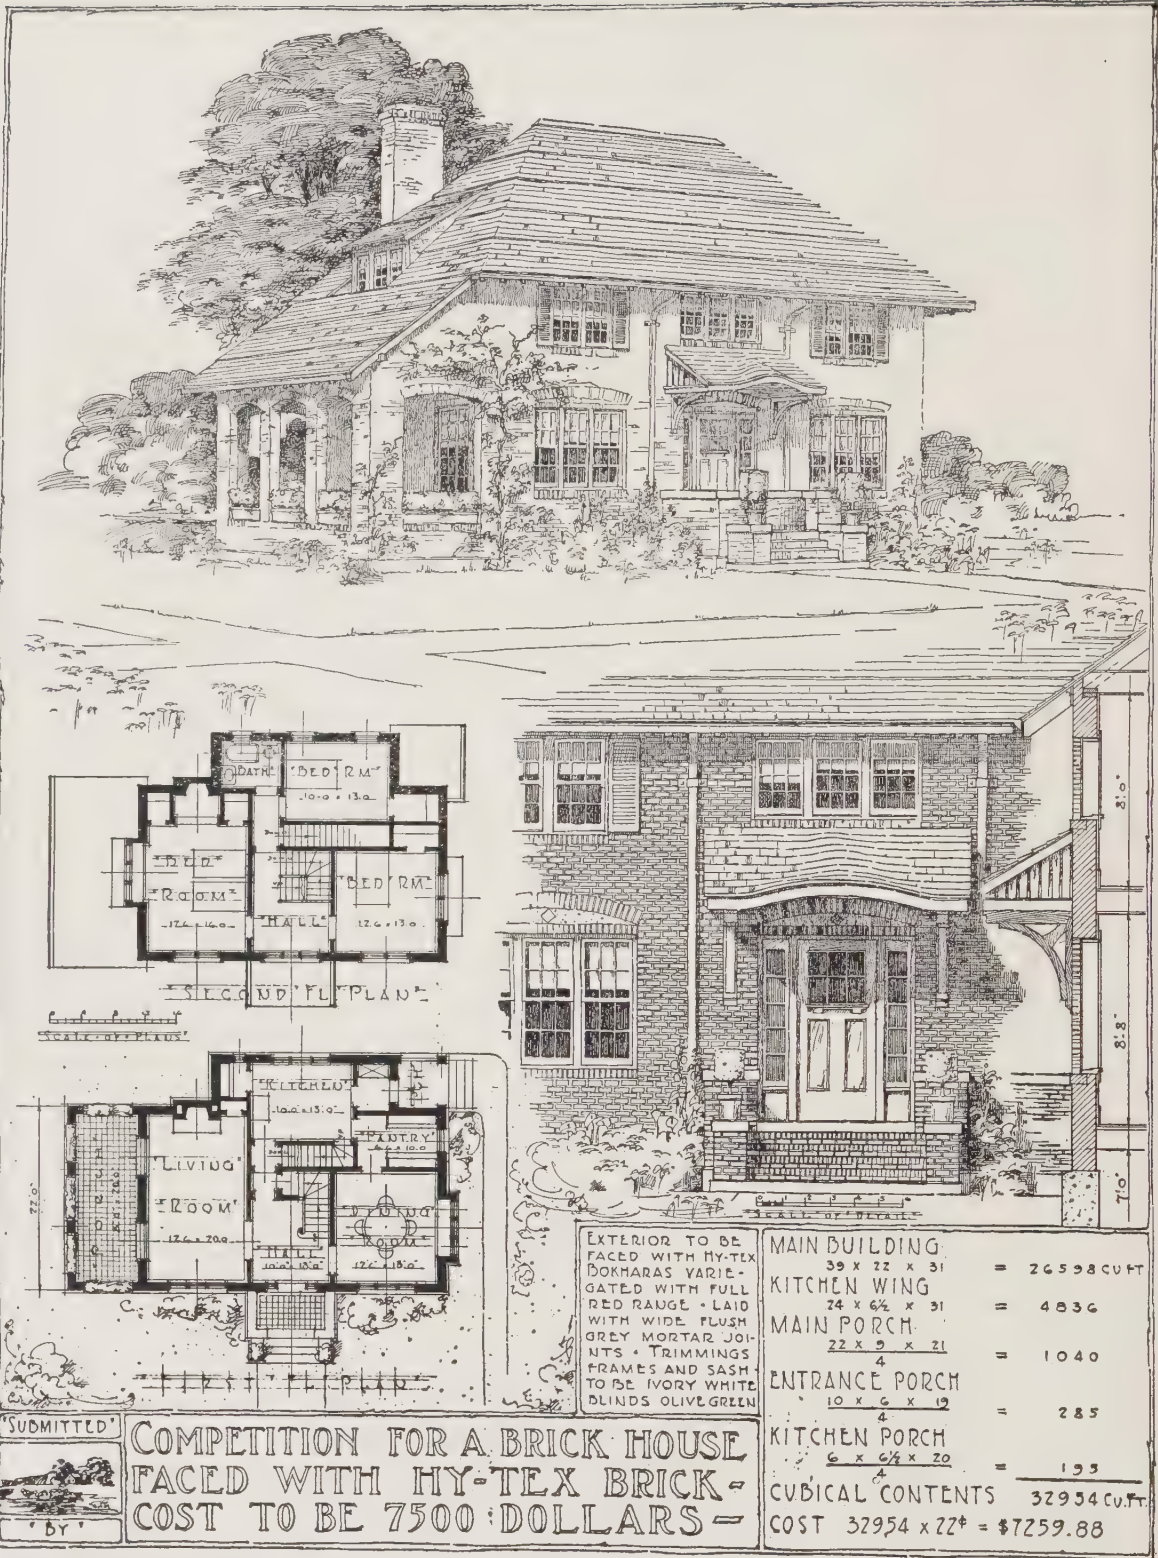 "BATH"
"BED RM"
10-0 x 13-0
"BED
ROOM"
12-6 x 16-0
"HALL"
"BED RM"
12-6 x 13-0
"SECOND FL PLAN"
SCALE OF PLANS
"KITCHEN"
10-0 x 13-0
"PANTRY"
PORCH
"LIVING"
"ROOM"
12-6 x 20-0
22'-0"
"HALL"
DINING
ROOM
"FIRST FL PLAN"
8'-0"
8'-8"
7'-0"
SCALE OF DETAIL
EXTERIOR TO BE
FACED WITH HY-TEX
BOKHARAS VARIE-
GATED WITH FULL
RED RANGE • LAID
WITH WIDE FLUSH
GREY MORTAR JOI-
NTS • TRIMMINGS
FRAMES AND SASH
TO BE IVORY WHITE
BLINDS OLIVE GREEN
MAIN BUILDING
39 x 22 x 31 = 26598 CU FT
KITCHEN WING
24 x 6½ x 31 = 4836
MAIN PORCH
22 x 9 x 21
4 = 1040
ENTRANCE PORCH
10 x 6 x 19
4 = 285
KITCHEN PORCH
6 x 6½ x 20
4 = 195
CUBICAL CONTENTS 32954 CU.FT.
COST 32954 x 22¢ = $7259.88
"SUBMITTED"
"BY"
COMPETITION FOR A BRICK HOUSE
FACED WITH HY-TEX BRICK-
COST TO BE 7500 DOLLARS-